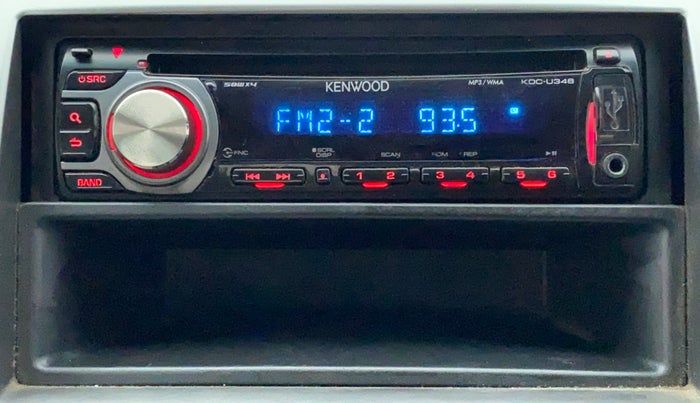 SRC
50W×4
KENWOOD
MP3/WMA
KDC-U346
FM2--2 93.5
FNC
SCRL
DISP
SCAN
RDM
REP
BAND
1 2
3 4
5 6